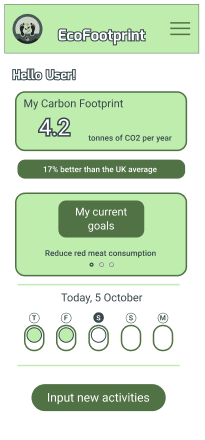 EcoFootprint
Hello User!
My Carbon Footprint
4.2
tonnes of CO2 per year
17% better than the UK average
My current
goals
Reduce red meat consumption
Today, 5 October
T F S S M
Input new activities